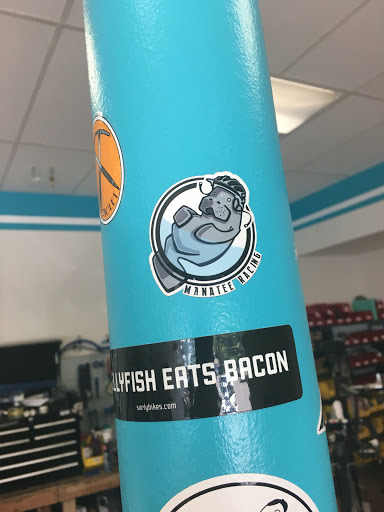 MANATEE RACING
LLYFISH EATS BACON
surlybikes.com